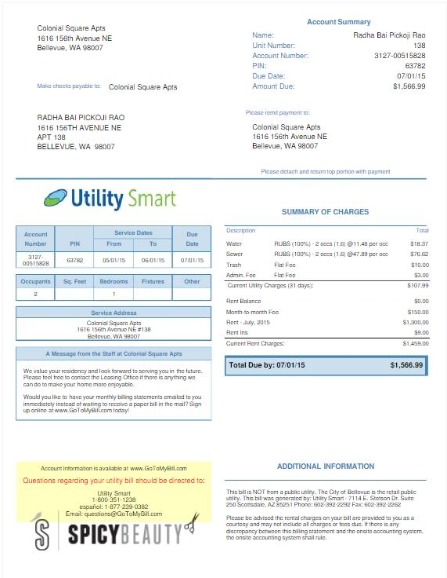 Colonial Square Apts
1616 156th Avenue NE
Bellevue, WA 98007
Account Summary
Name: Radha Bai Pickoji Rao
Unit Number: 138
Account Number: 3127-00515828
PIN: 63782
Due Date: 07/01/15
Amount Due: $1,566.99
Make checks payable to: Colonial Square Apts
RADHA BAI PICKOJI RAO
1616 156TH AVENUE NE
APT 138
BELLEVUE, WA 98007
Please remit payment to:
Colonial Square Apts
1616 156th Avenue NE
Bellevue, WA 98007
Please detach and return top portion with payment
Utility Smart
Account Number PIN Service Dates From To Due Date
3127-00515828 63782 05/01/15 06/01/15 07/01/15
Occupants Sq. Feet Bedrooms Fixtures Other
2 1
Service Address
Colonial Square Apts
1616 156th Avenue NE #138
Bellevue, WA 98007
A Message from the Staff at Colonial Square Apts
We value your residency and look forward to serving you in the future.
Please feel free to contact the Leasing Office if there is anything we
can do to make your home more enjoyable.
Would you like to have your monthly billing statements emailed to you
immediately instead of waiting to receive a paper bill in the mail? Sign
up online at www.GoToMyBill.com today!
SUMMARY OF CHARGES
Description Total
Water RUBS (100%) - 2 occs (1.6) @11.48 per occ $18.37
Sewer RUBS (100%) - 2 occs (1.6) @47.89 per occ $76.62
Trash Flat Fee $10.00
Admin. Fee Flat Fee $3.00
Current Utility Charges (31 days): $107.99
Rent Balance $0.00
Month to month Fee $150.00
Rent - July, 2015 $1,300.00
Rent Ins $9.00
Current Rent Charges: $1,459.00
Total Due by: 07/01/15 $1,566.99
Account information is available at www.GoToMyBill.com
Questions regarding your utility bill should be directed to:
Utility Smart
1-800-351-1238
español: 1-877-239-0382
Email: questions@GoToMyBill.com
SPICYBEAUTY
ADDITIONAL INFORMATION
This bill is NOT from a public utility. The City of Bellevue is the retail public
utility. This bill was generated by: Utility Smart - 7114 E. Stetson Dr. Suite
250 Scottsdale, AZ 85251 Phone: 602-392-2292 Fax: 602-392-2262
Please be advised the rental charges on your bill are provided to you as a
courtesy and may not include all charges or fees due. If there is any
discrepancy between this billing statement and the onsite accounting system,
the onsite accounting system shall rule.